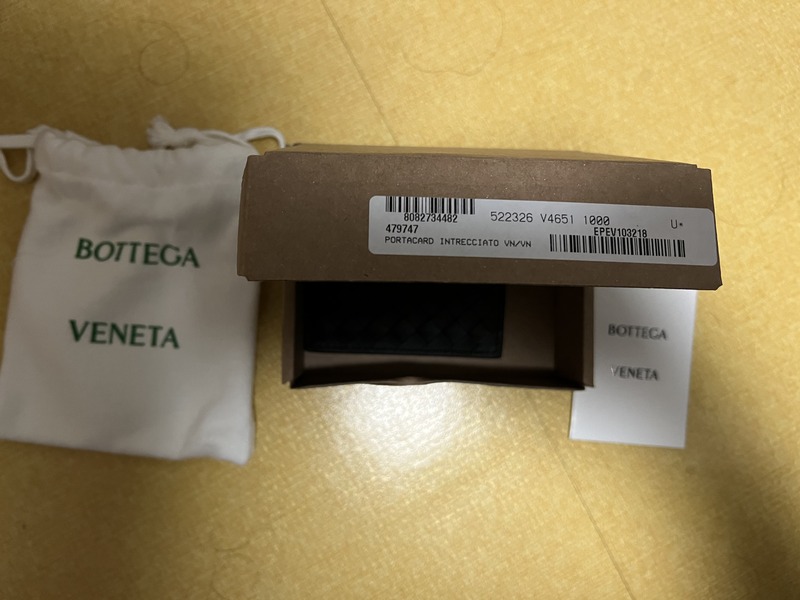 BOTTEGA
VENETA
8082734482
522326 V4651 1000
U*
479747
EPEV103218
PORTACARD INTRECCIATO VN/VN
BOTTEGA
VENETA